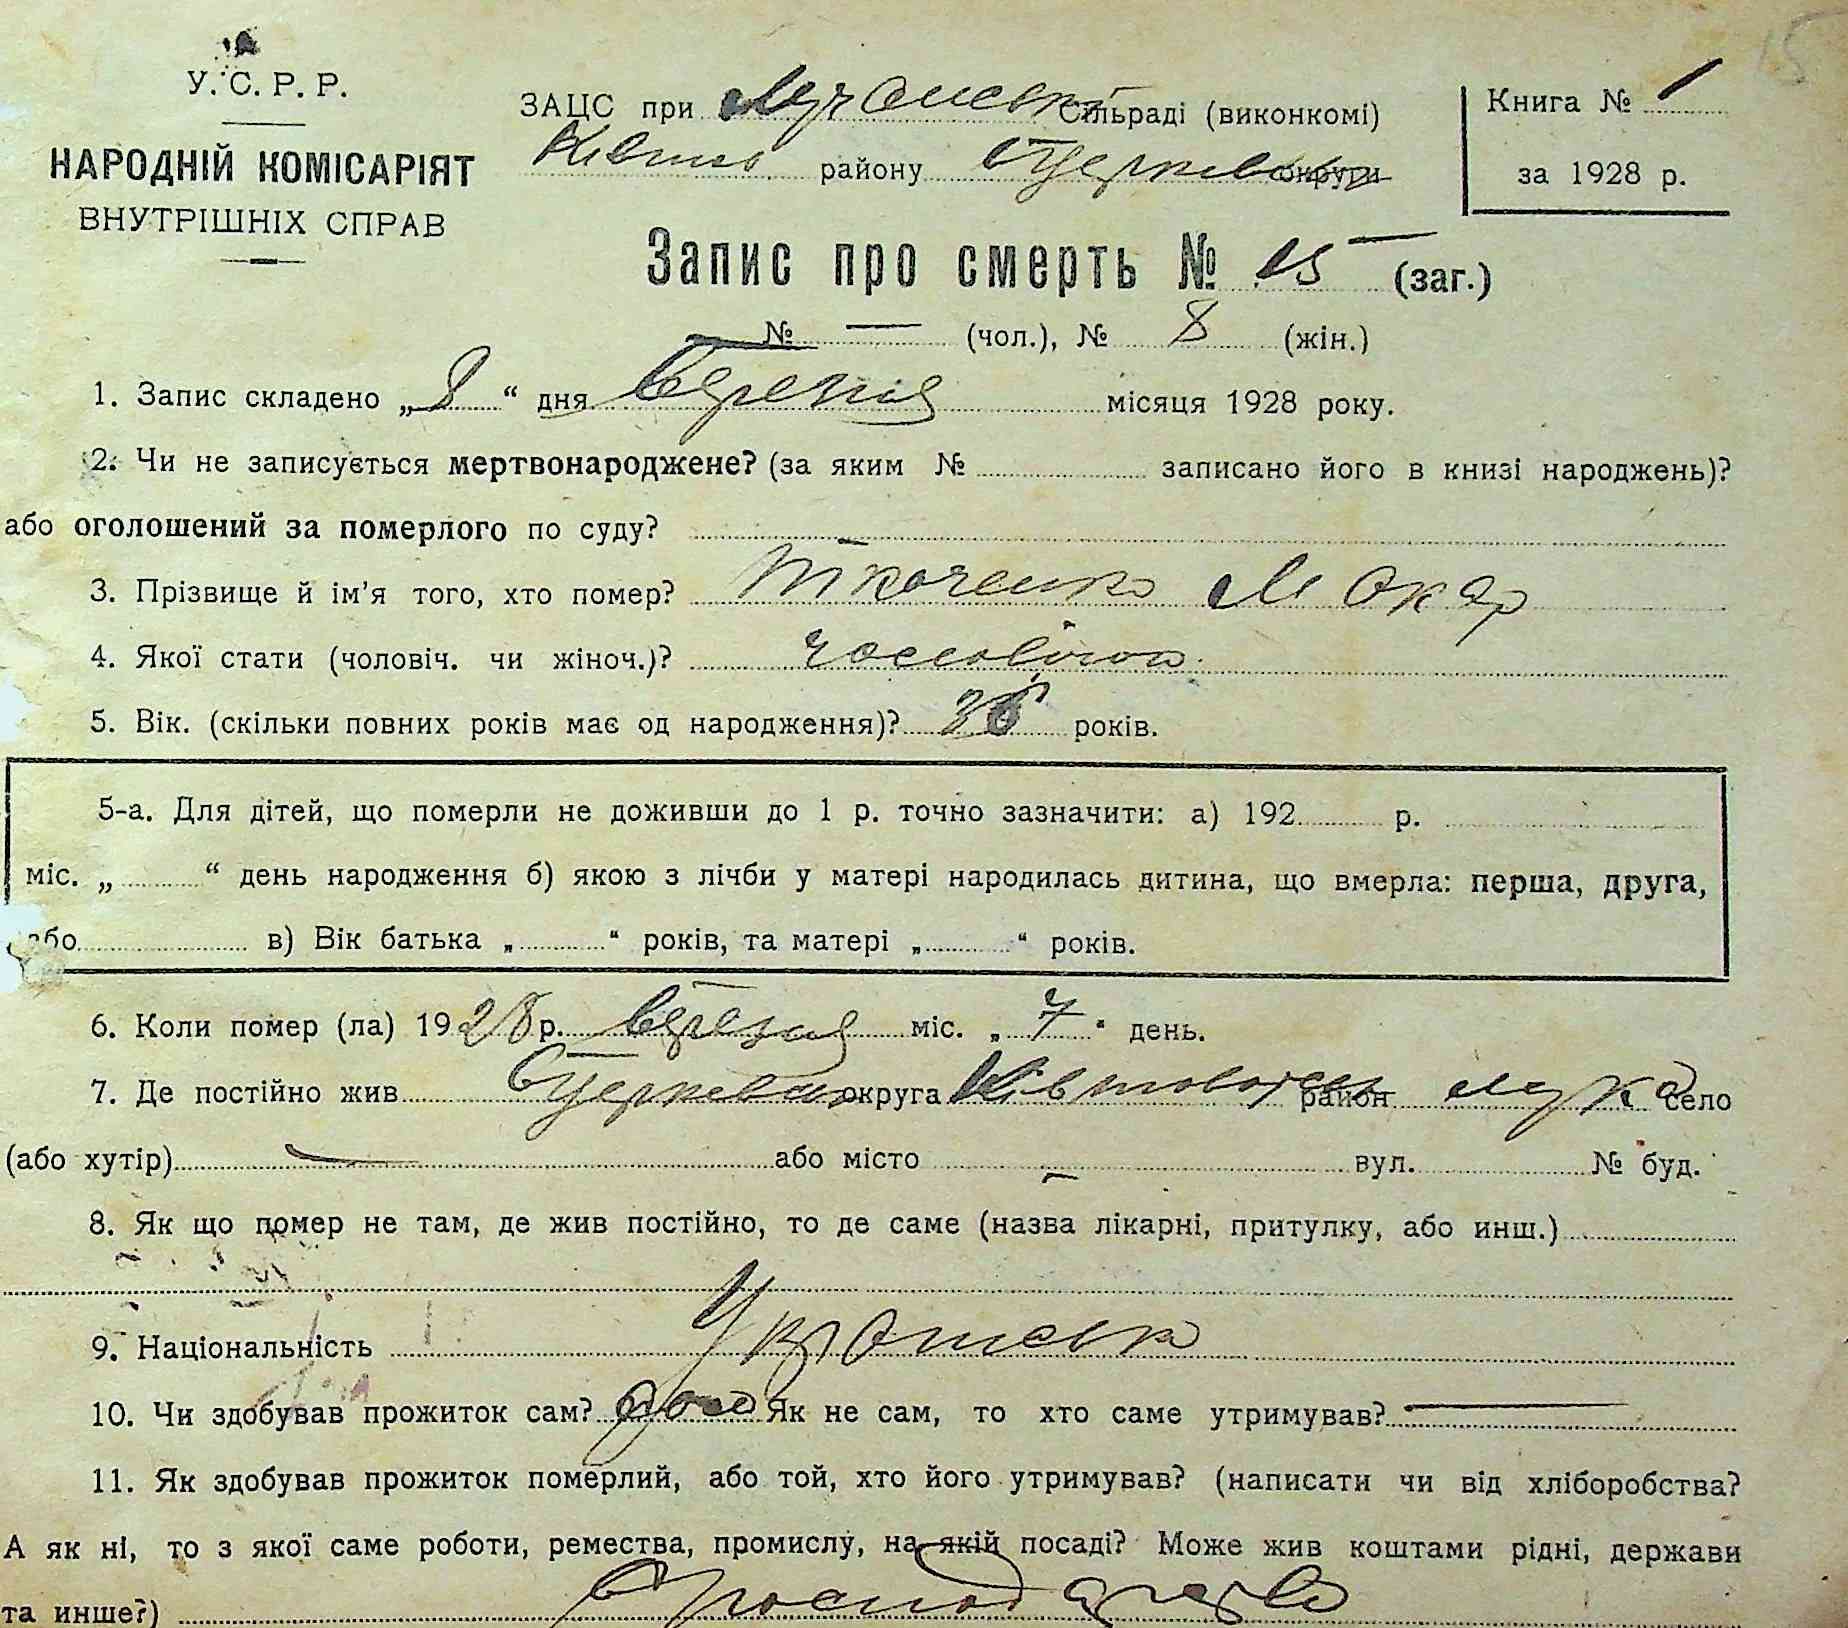 15
У.С.Р.Р.
НАРОДНІЙ КОМІСАРІЯТ
ВНУТРІШНІХ СПРАВ
ЗАЦС при Лучанські Сільраді (виконкомі)
району БЦерківсько округи
Книга № 1
за 1928 р.
Запис про смерть № 15 (заг.)
№ — (чол.), № 8 (жін.)
1. Запис складено „8“ дня березня місяця 1928 року.
2. Чи не записується мертвонароджене? (за яким № записано його в книзі народжень)?
або оголошений за померлого по суду? —
3. Прізвище й ім'я того, хто помер? Ткаченко Макар
4. Якої стати (чоловіч. чи жіноч.)?
5. Вік. (скільки повних років має од народження)? 36 років.
5-а. Для дітей, що померли не доживши до 1 р. точно зазначити: а) 192 р.
міс. „ “ день народження б) якою з лічби у матері народилась дитина, що вмерла: перша, друга,
або в) Вік батька „ “ років, та матері „ “ років.
6. Коли помер (ла) 1928 р. березня міс. „7“ день.
7. Де постійно жив БЦерківська округа район Лука село
(або хутір) — або місто — вул. № буд.
8. Як що помер не там, де жив постійно, то де саме (назва лікарні, притулку, або инш.)
9. Національність
10. Чи здобував прожиток сам? Як не сам, то хто саме утримував? —
11. Як здобував прожиток померлий, або той, хто його утримував? (написати чи від хліборобства?
А як ні, то з якої саме роботи, ремества, промислу, на якій посаді? Може жив коштами рідні, держави
та инше?)